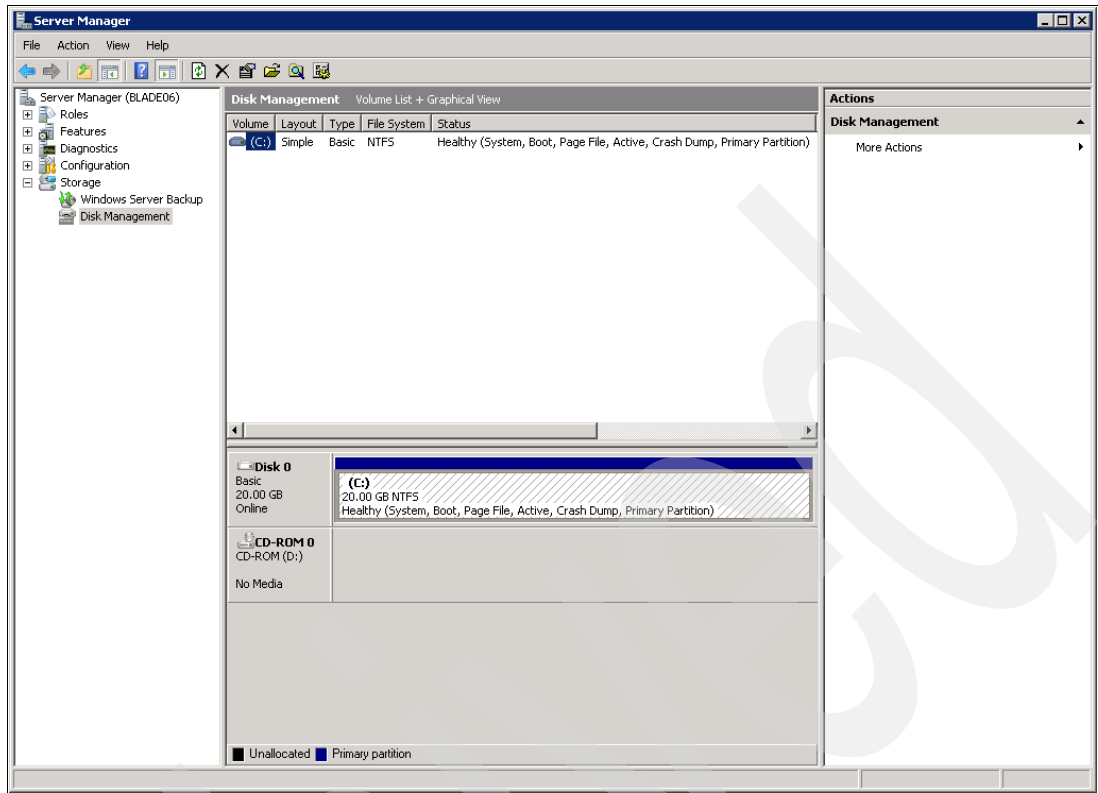 Server Manager
File Action View Help
Server Manager (BLADE06)
Roles
Features
Diagnostics
Configuration
Storage
Windows Server Backup
Disk Management
Disk Management Volume List + Graphical View
Volume Layout Type File System Status
(C:) Simple Basic NTFS Healthy (System, Boot, Page File, Active, Crash Dump, Primary Partition)
Disk 0
Basic
20.00 GB
Online
(C:)
20.00 GB NTFS
Healthy (System, Boot, Page File, Active, Crash Dump, Primary Partition)
CD-ROM 0
CD-ROM (D:)
No Media
Unallocated Primary partition
Actions
Disk Management
More Actions